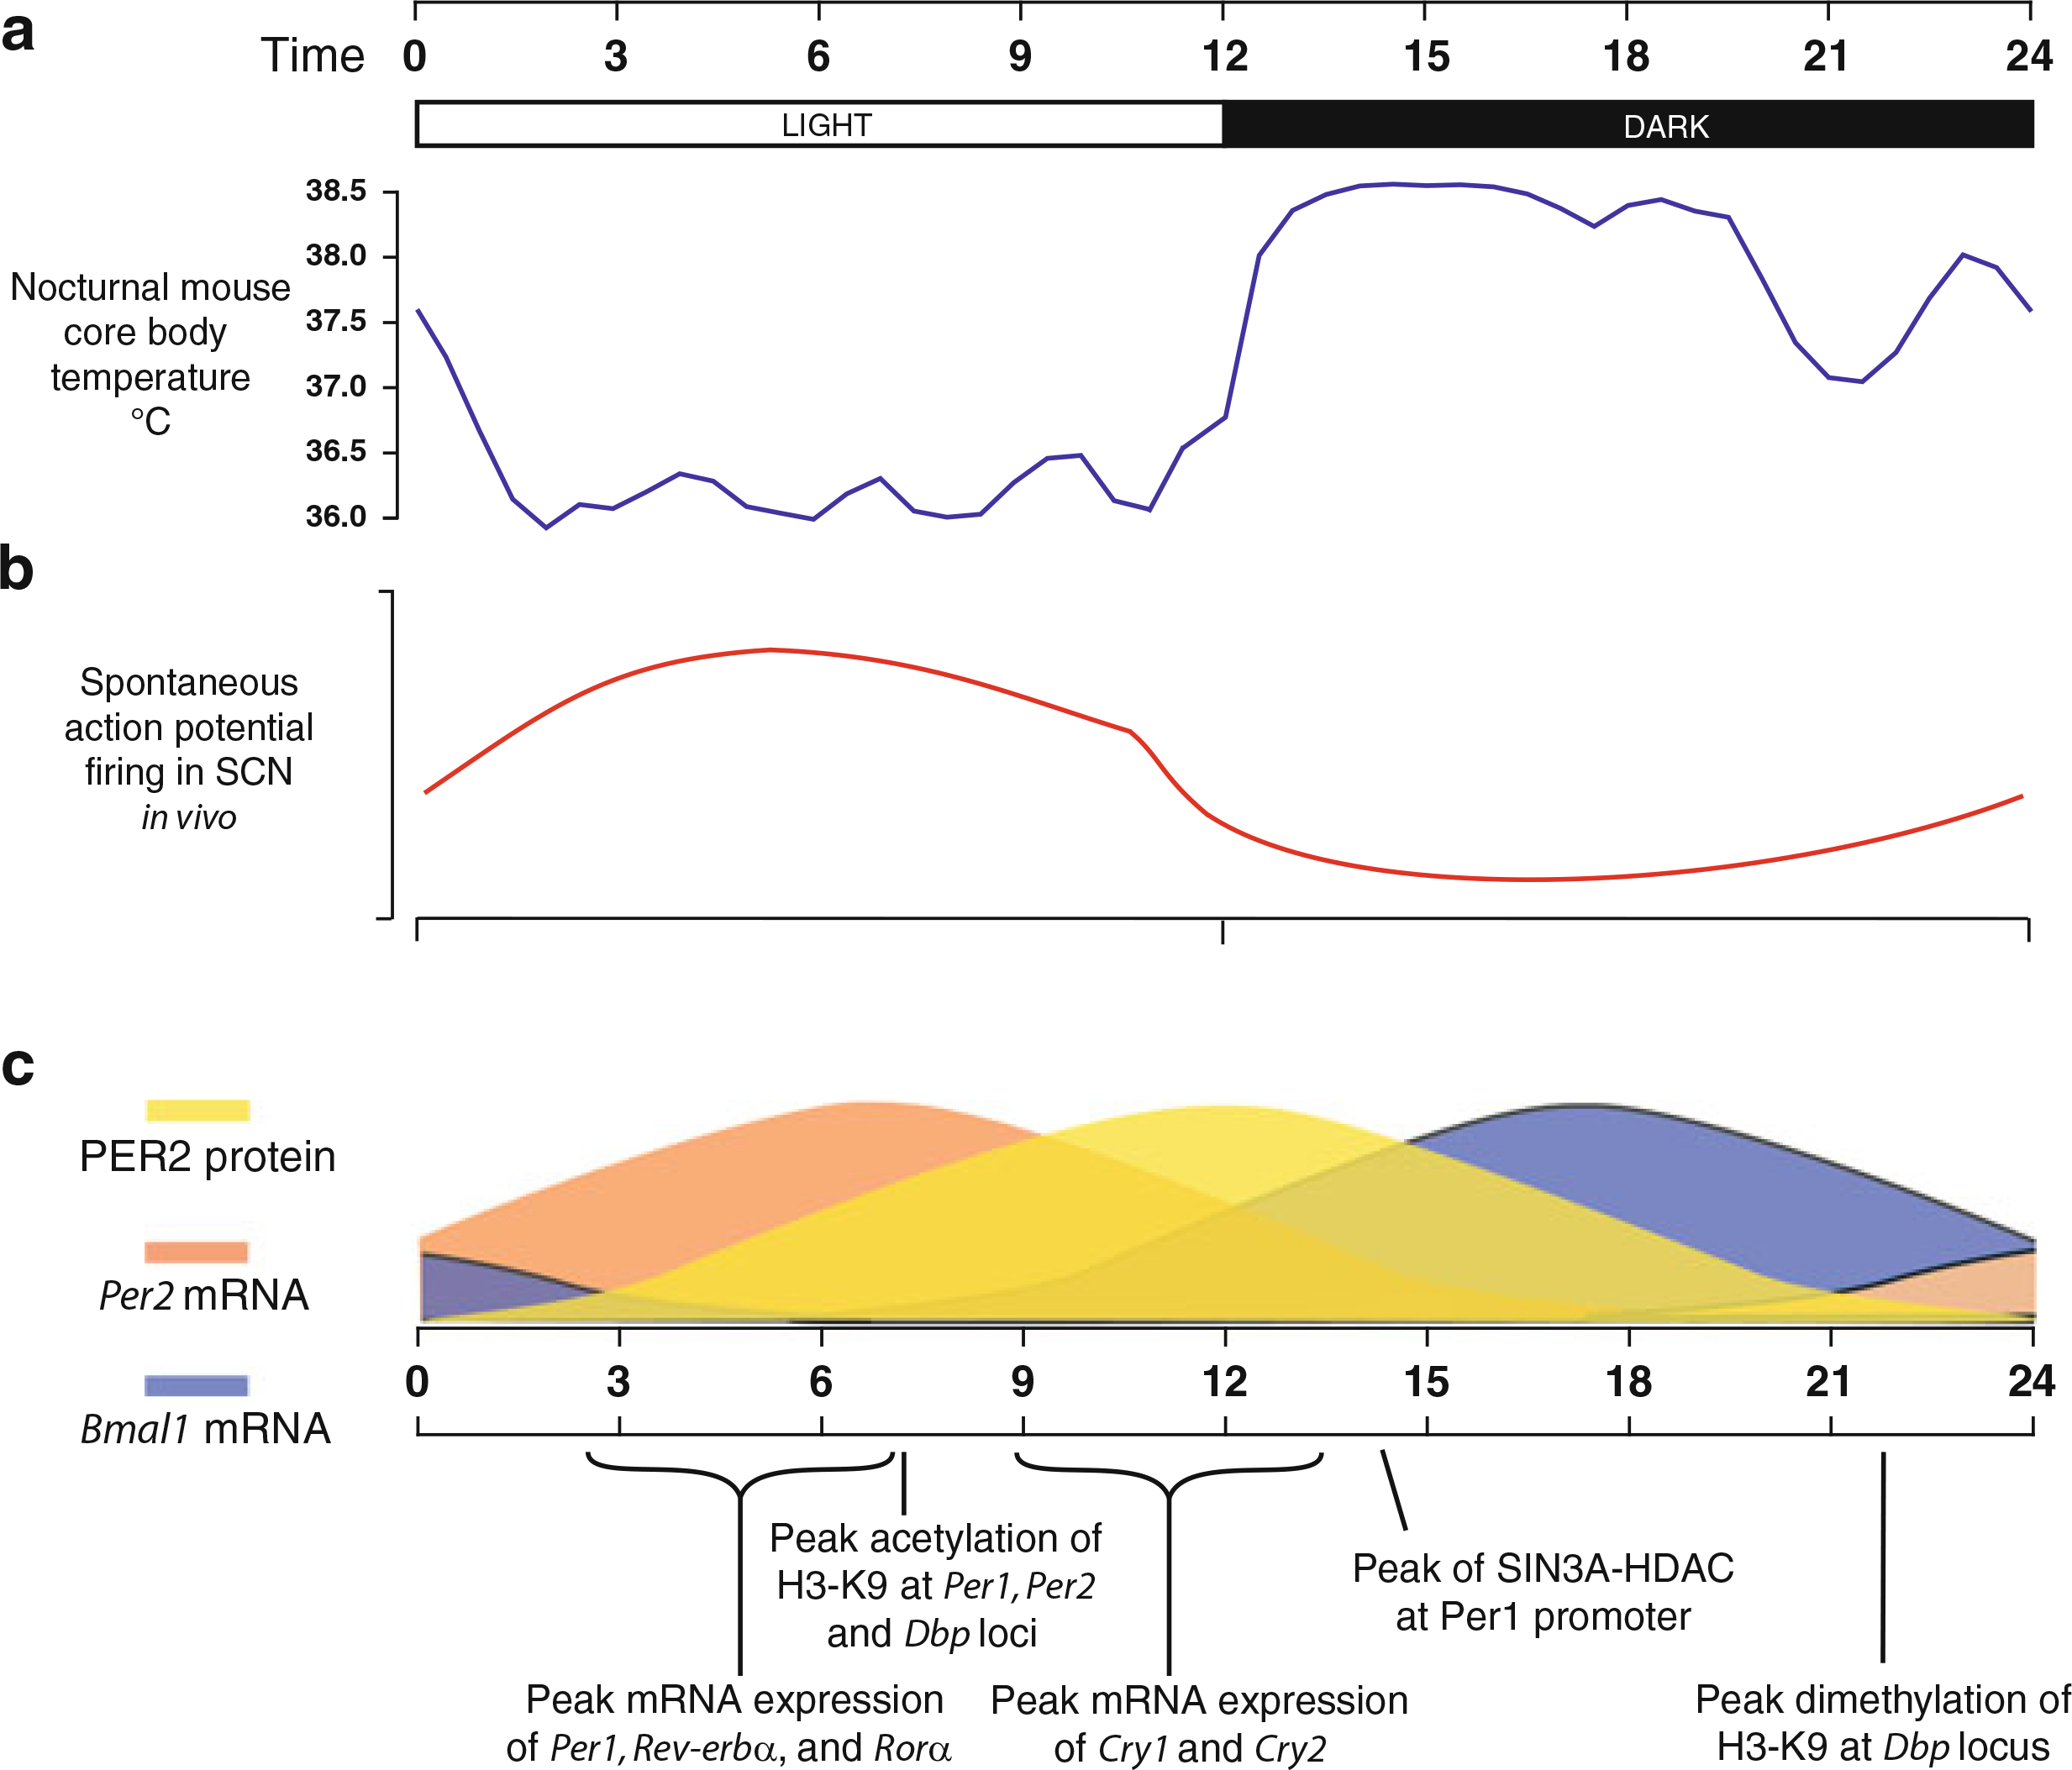 a
Time 0 3 6 9 12 15 18 21 24
LIGHT DARK
38.5
38.0
37.5
37.0
36.5
36.0
Nocturnal mouse
core body
temperature
°C
b
Spontaneous
action potential
firing in SCN
in vivo
c
PER2 protein
Per2 mRNA
Bmal1 mRNA
0 3 6 9 12 15 18 21 24
Peak acetylation of
H3-K9 at Per1, Per2
and Dbp loci
Peak of SIN3A-HDAC
at Per1 promoter
Peak mRNA expression
of Per1, Rev-erbα, and Rorα
Peak mRNA expression
of Cry1 and Cry2
Peak dimethylation of
H3-K9 at Dbp locus